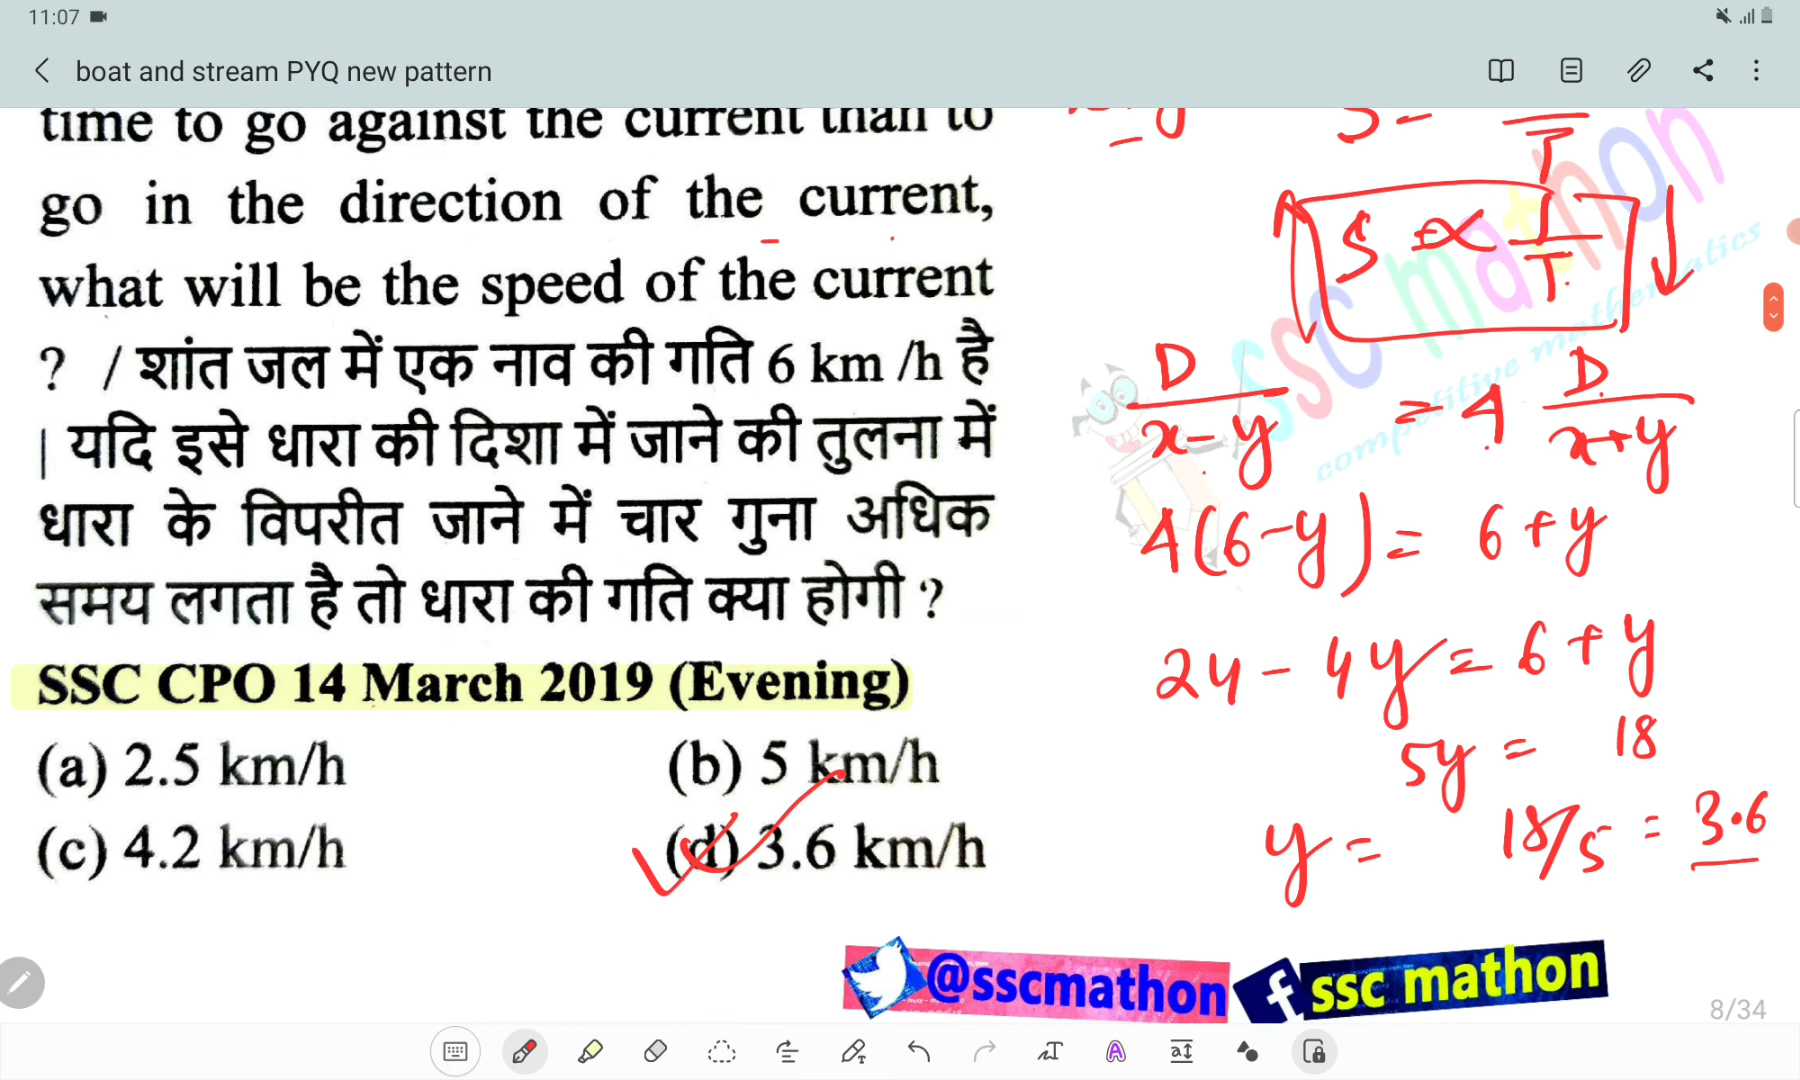 11:07
boat and stream PYQ new pattern
time to go against the current than to
go in the direction of the current,
what will be the speed of the current
? / शांत जल में एक नाव की गति 6 km /h है
| यदि इसे धारा की दिशा में जाने की तुलना में
धारा के विपरीत जाने में चार गुना अधिक
समय लगता है तो धारा की गति क्या होगी ?
SSC CPO 14 March 2019 (Evening)
(a) 2.5 km/h (b) 5 km/h
(c) 4.2 km/h (d) 3.6 km/h
S =
T
S ∝ 1/T
D/x-y = 4 D/x+y
4(6-y) = 6+y
24 - 4y = 6+y
5y = 18
y = 18/5 = 3.6
ssc mathon
competitive mathematics
@sscmathon
f ssc mathon
8/34